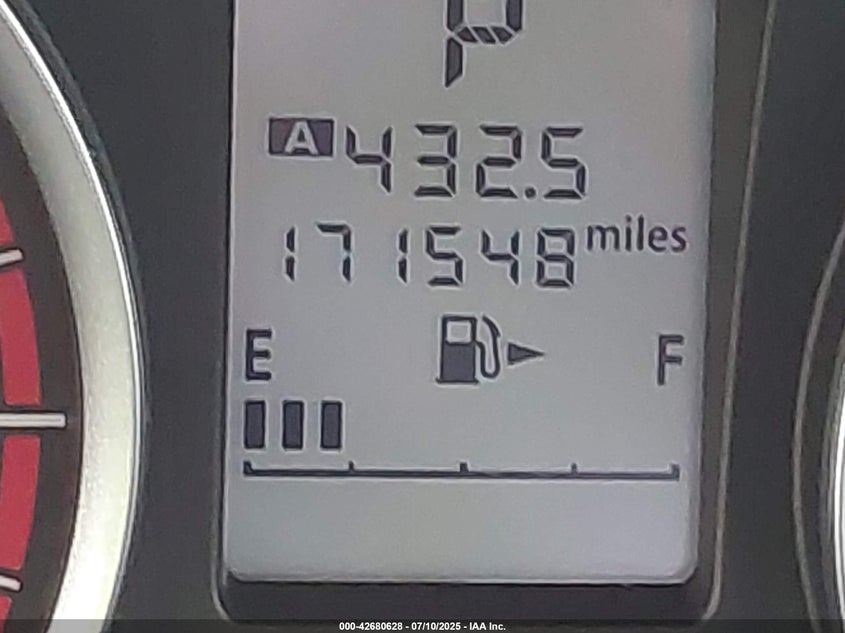 P
A 432.5
171548 miles
E F
000-42680628 - 07/10/2025 - IAA Inc.